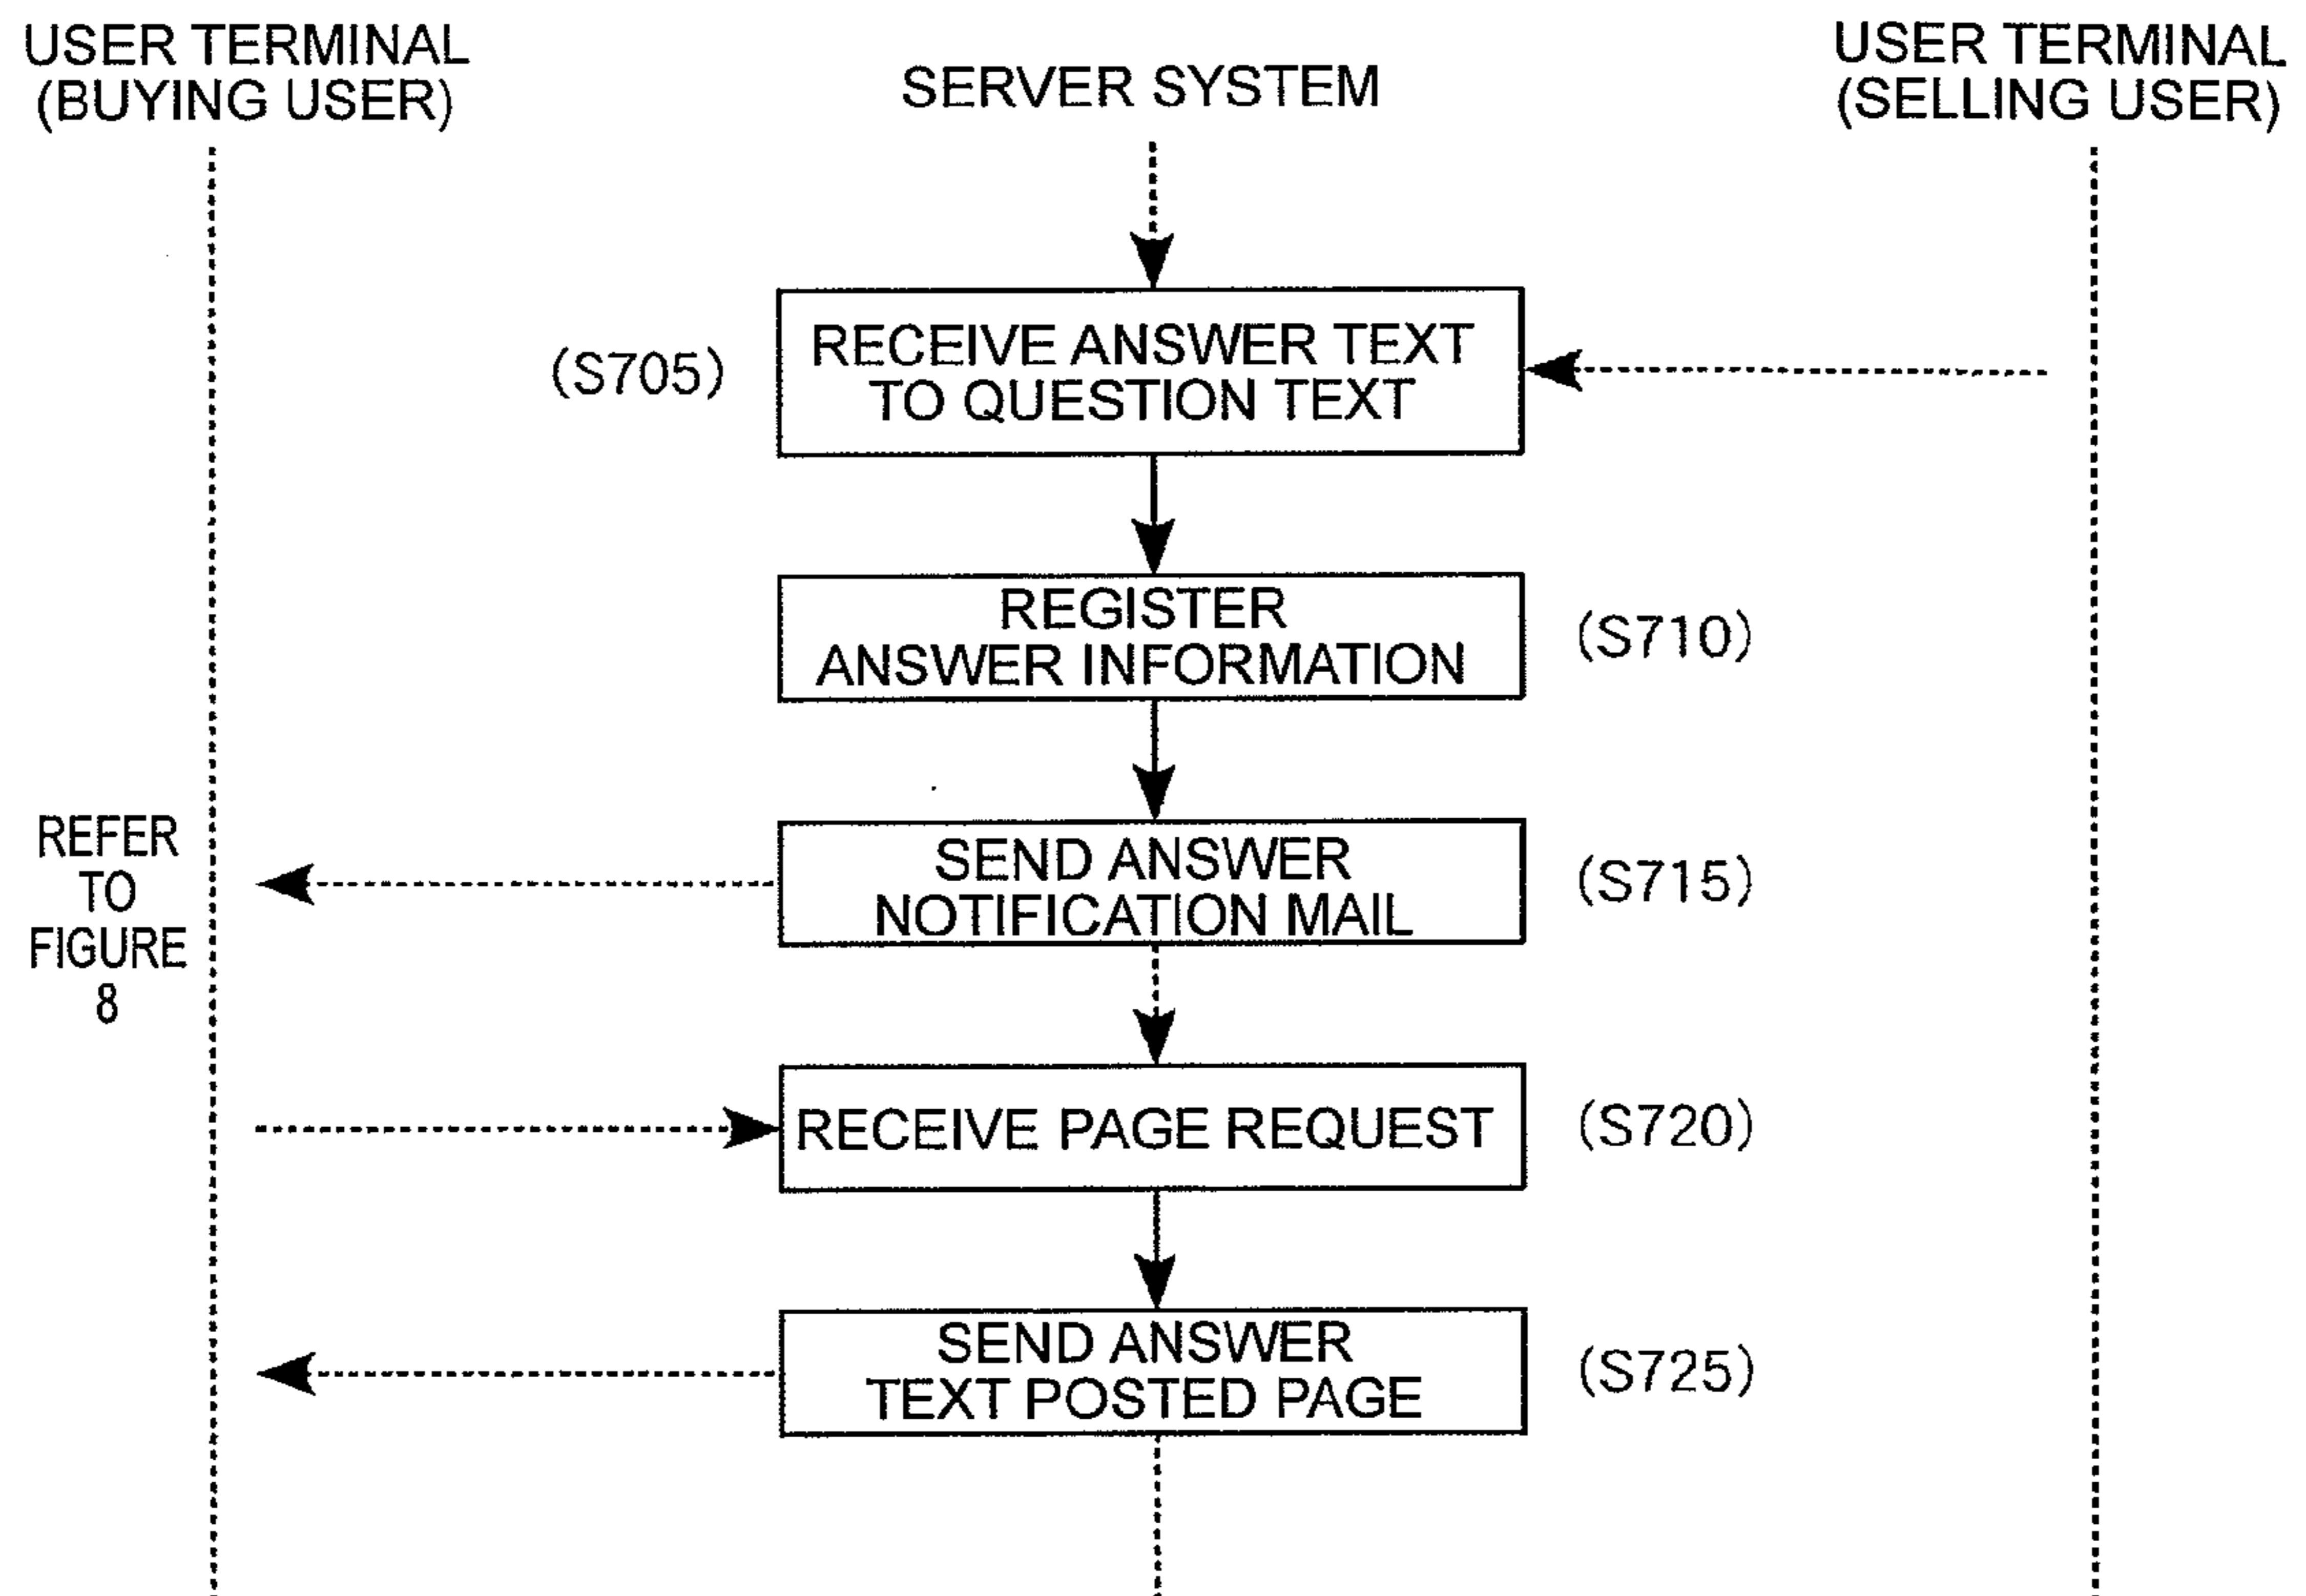 USER TERMINAL
(BUYING USER)
SERVER SYSTEM
USER TERMINAL
(SELLING USER)
(S705)
RECEIVE ANSWER TEXT
TO QUESTION TEXT
REGISTER
ANSWER INFORMATION
(S710)
REFER
TO
FIGURE
8
SEND ANSWER
NOTIFICATION MAIL
(S715)
RECEIVE PAGE REQUEST
(S720)
SEND ANSWER
TEXT POSTED PAGE
(S725)